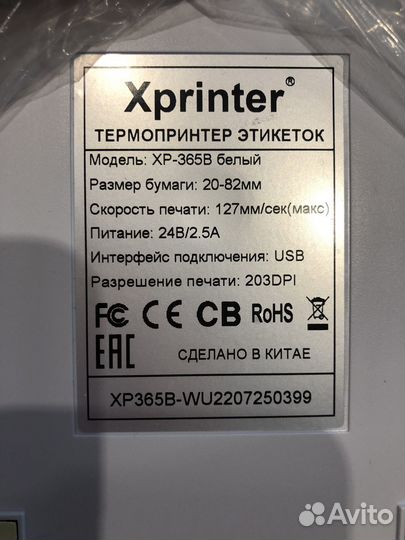 Xprinter®
ТЕРМОПРИНТЕР ЭТИКЕТОК
Модель: XP-365B белый
Размер бумаги: 20-82мм
Скорость печати: 127мм/сек(макс)
Питание: 24В/2.5А
Интерфейс подключения: USB
Разрешение печати: 203DPI
FC CE CB RoHS
EAC СДЕЛАНО В КИТАЕ
XP365B-WU2207250399
Avito